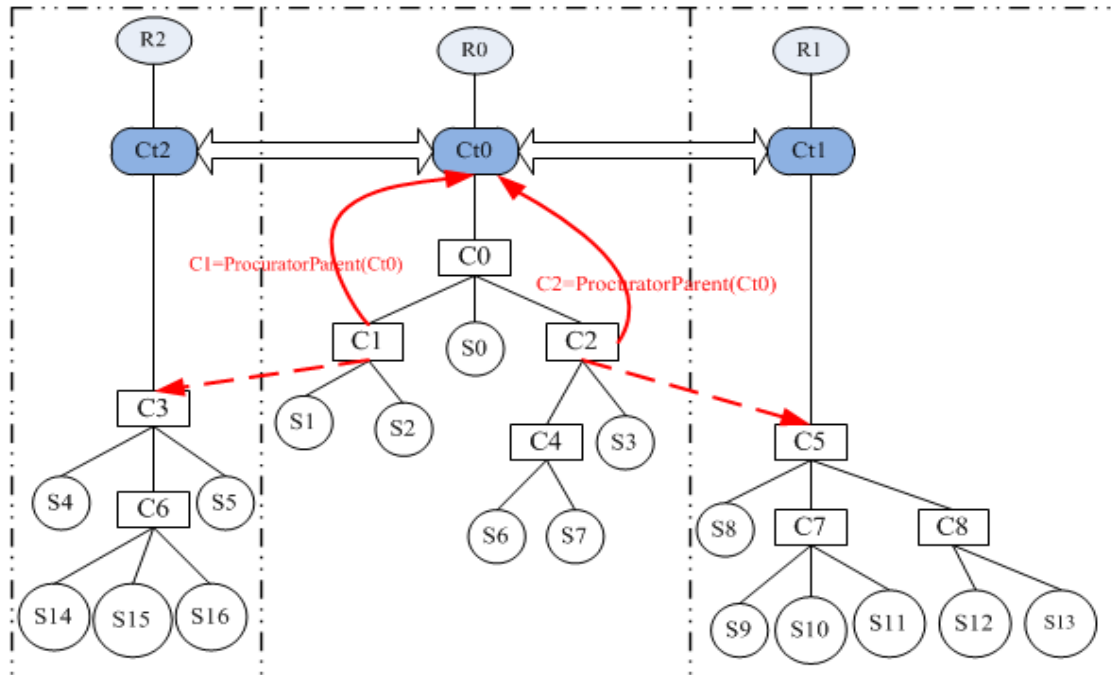 R2
R0
R1
Ct2
Ct0
Ct1
C0
C1=ProcuratorParent(Ct0)
C2=ProcuratorParent(Ct0)
C1
S0
C2
C3
S1
S2
C4
S3
C5
S4
C6
S5
S6
S7
S8
C7
C8
S14
S15
S16
S9
S10
S11
S12
S13